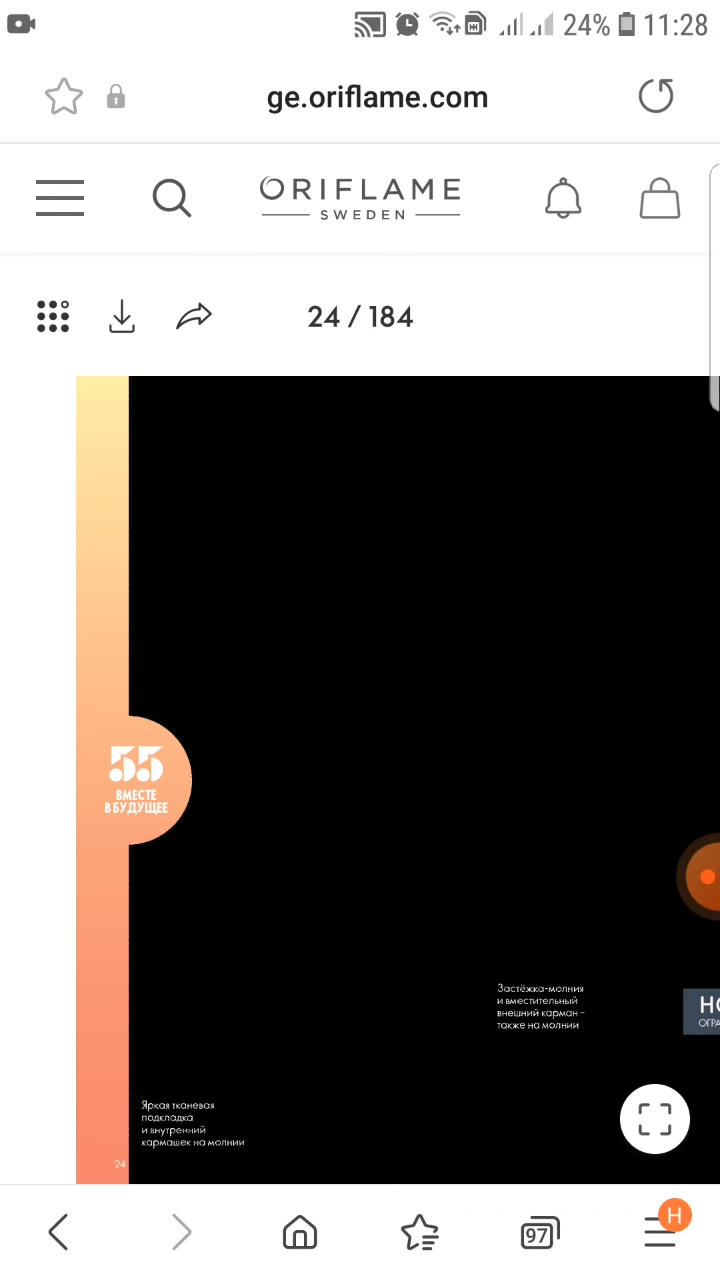 24% 11:28
ge.oriflame.com
ORIFLAME
SWEDEN
24 / 184
55
ВМЕСТЕ
В БУДУЩЕЕ
Застёжка-молния
и вместительный
внешний карман –
также на молнии
Яркая тканевая
подкладка
и внутренний
кармашек на молнии
24
97
H